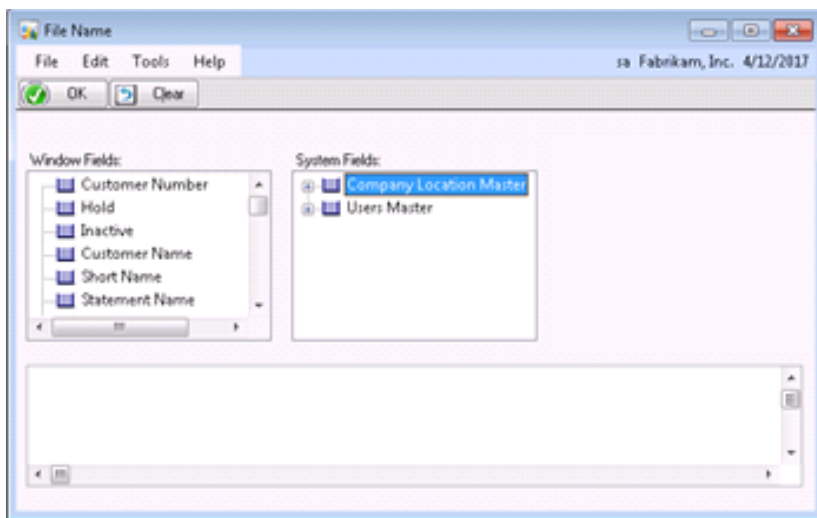 File Name
File Edit Tools Help sa Fabrikam, Inc. 4/12/2017
OK Clear
Window Fields: System Fields:
Customer Number Company Location Master
Hold Users Master
Inactive
Customer Name
Short Name
Statement Name